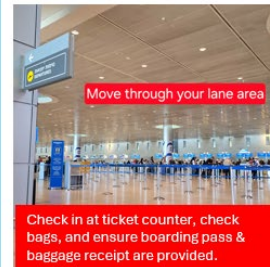 Move through your lane area
Check in at ticket counter, check
bags, and ensure boarding pass &
baggage receipt are provided.